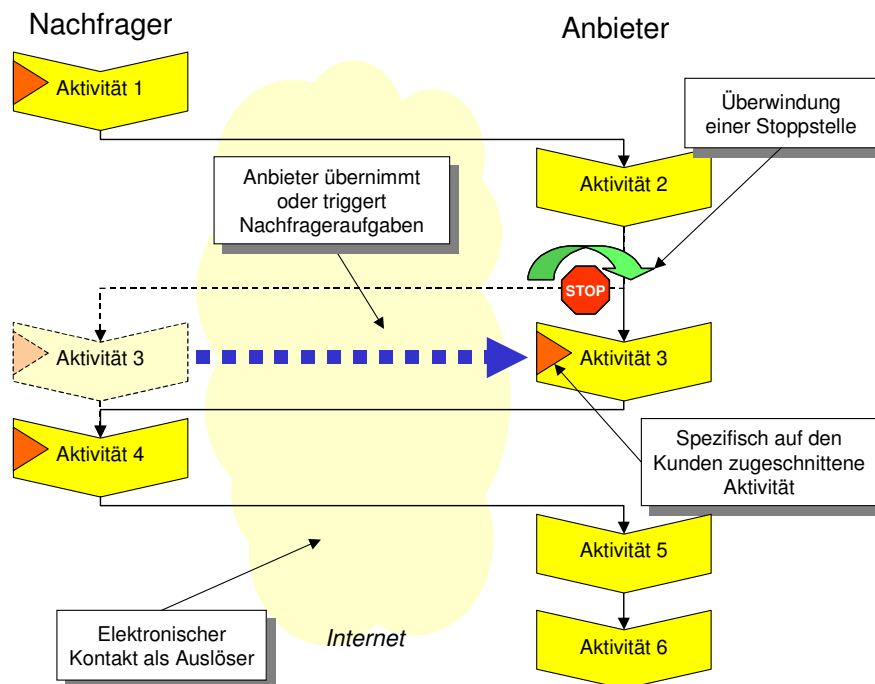 Nachfrager
Anbieter
Aktivität 1
Überwindung
einer Stoppstelle
Anbieter übernimmt
oder triggert
Nachfrageraufgaben
Aktivität 2
STOP
Aktivität 3
Aktivität 3
Aktivität 4
Spezifisch auf den
Kunden zugeschnittene
Aktivität
Aktivität 5
Elektronischer
Kontakt als Auslöser
Internet
Aktivität 6